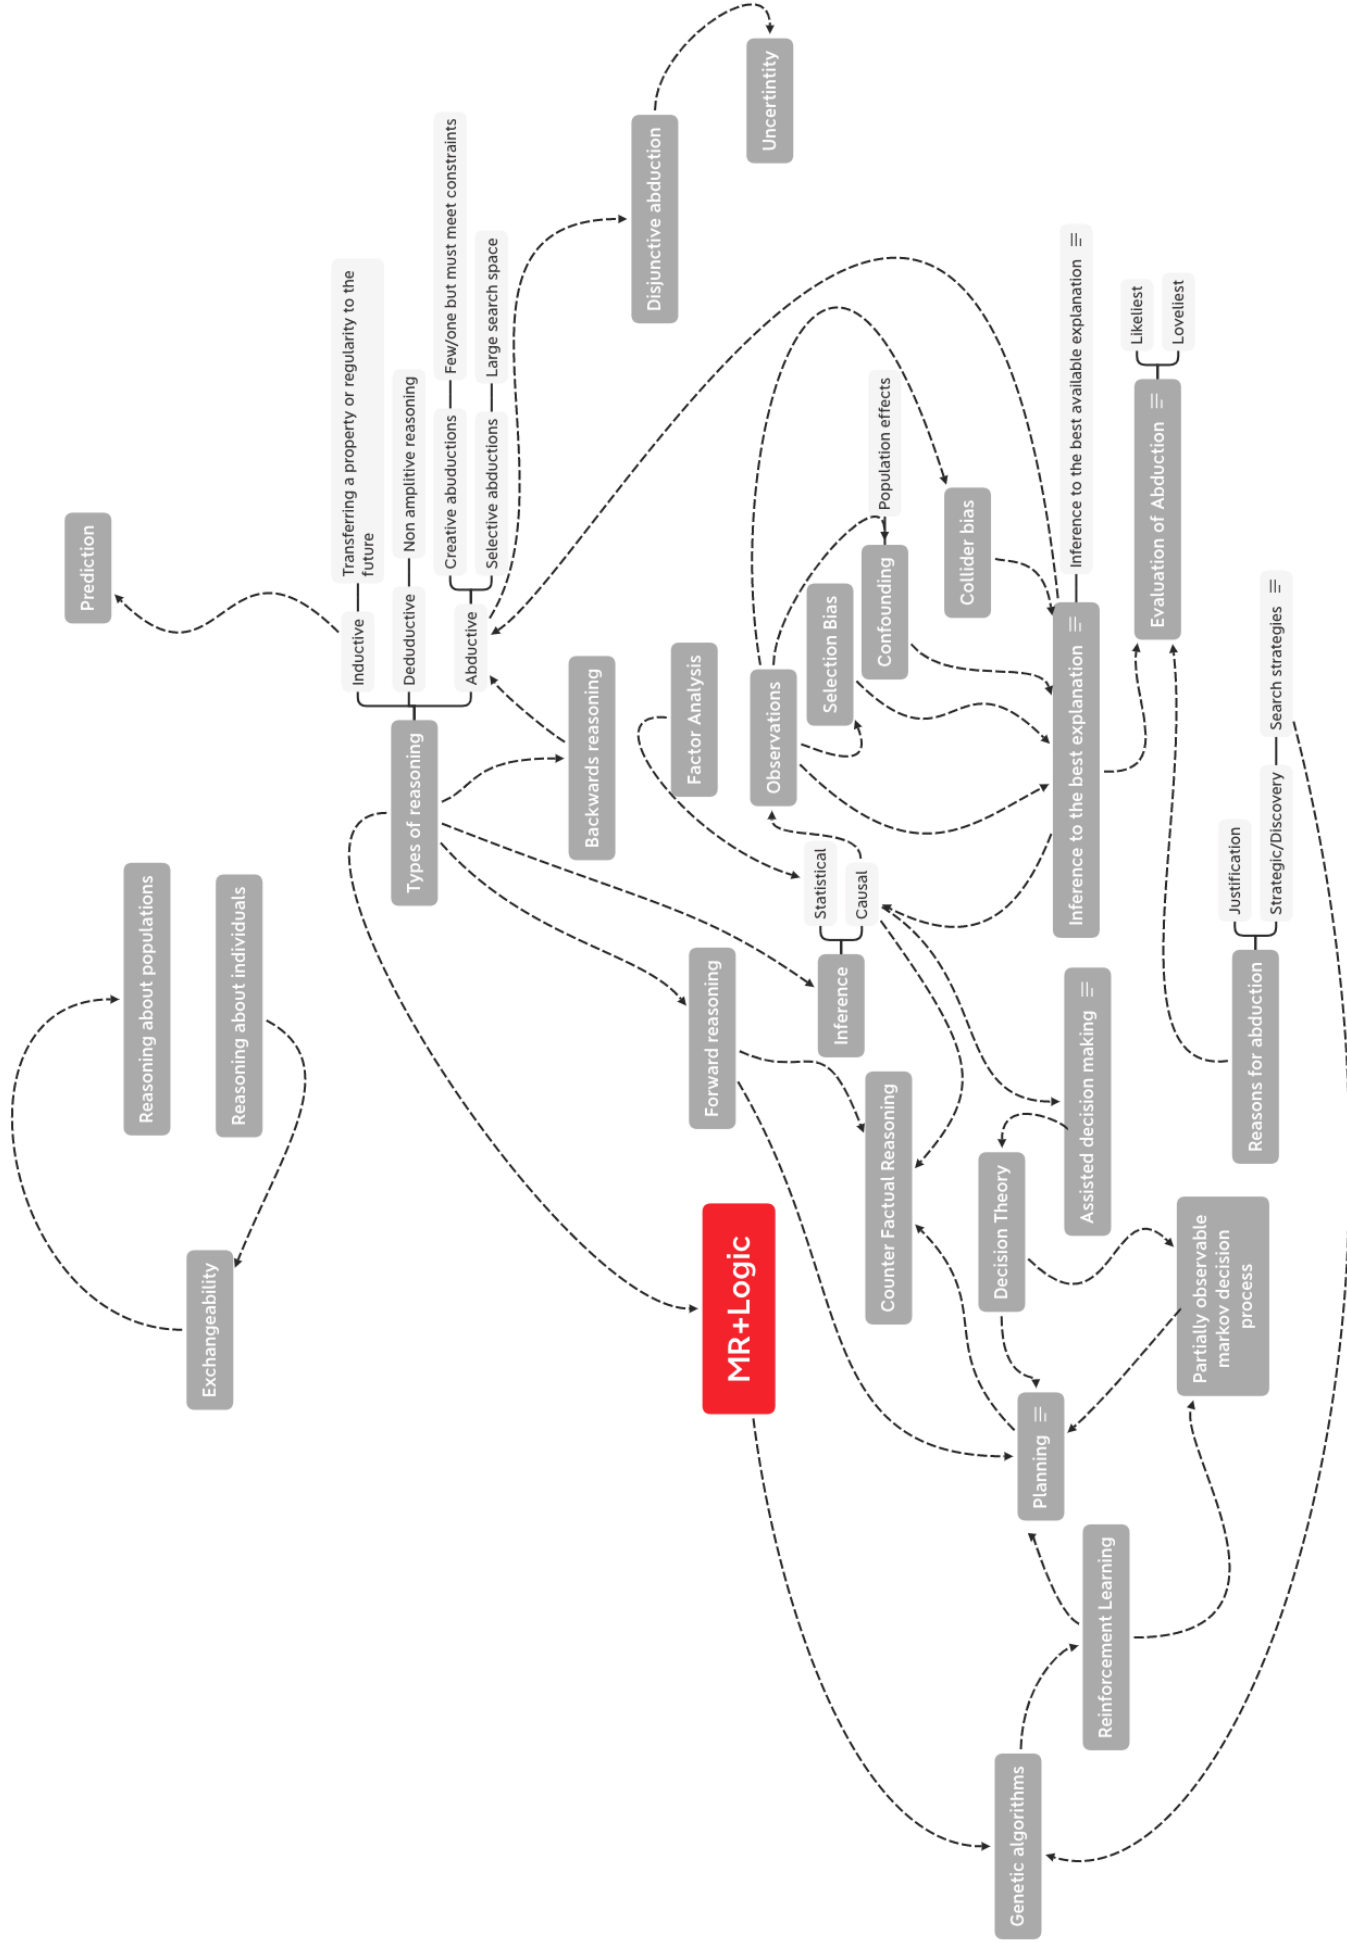 Prediction
Reasoning about populations
Reasoning about individuals
Exchangeability
Types of reasoning
Inductive
Transferring a property or regularity to the
future
Deduductive
Non amplitive reasoning
Abductive
Creative abuductions
Few/one but must meet constraints
Selective abductions
Large search space
Disjunctive abduction
Uncertintity
Backwards reasoning
Factor Analysis
Forward reasoning
MR+Logic
Observations
Selection Bias
Confounding
Population effects
Collider bias
Inference
Statistical
Causal
Counter Factual Reasoning
Inference to the best explanation
Inference to the best available explanation
Evaluation of Abduction
Likeliest
Loveliest
Assisted decision making
Decision Theory
Partially observable
markov decision
process
Planning
Reinforcement Learning
Genetic algorithms
Reasons for abduction
Justification
Strategic/Discovery
Search strategies